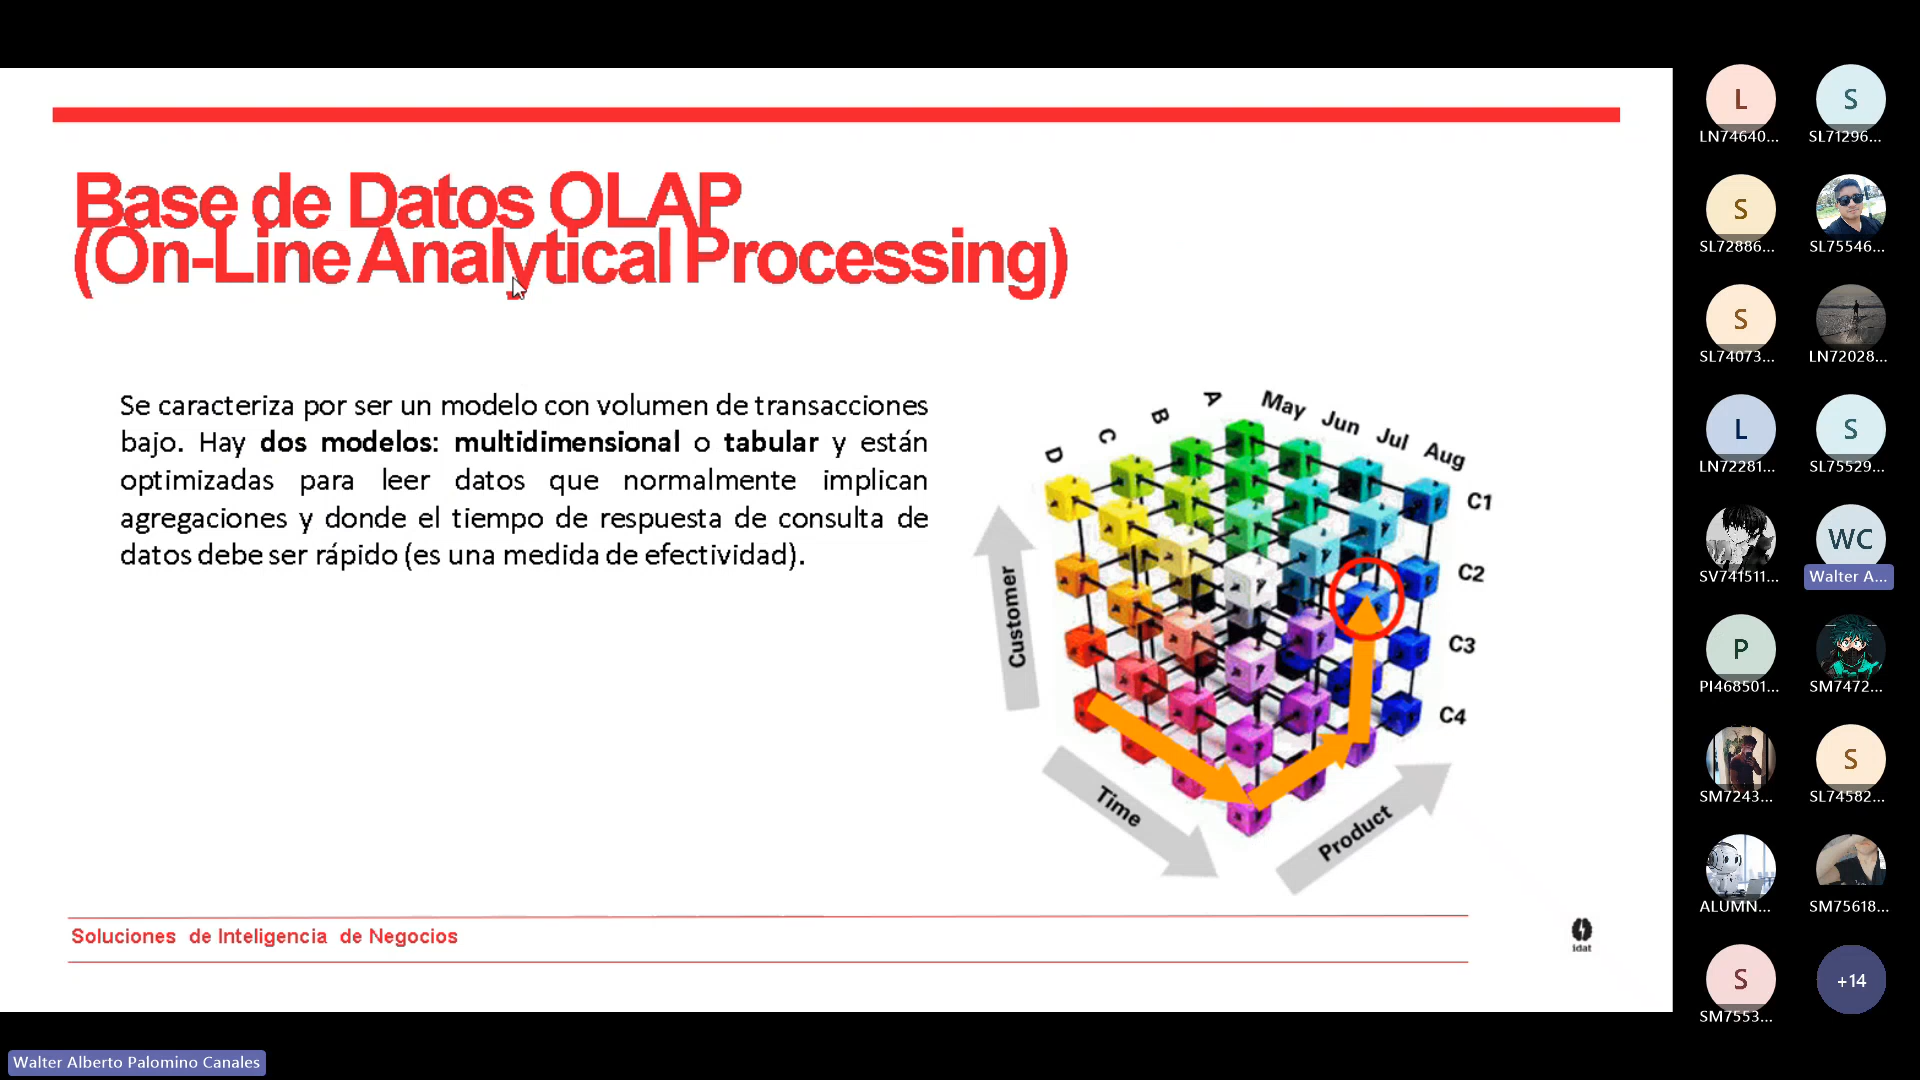 Base de Datos OLAP
(On-Line Analytical Processing)
Se caracteriza por ser un modelo con volumen de transacciones
bajo. Hay dos modelos: multidimensional o tabular y están
optimizadas para leer datos que normalmente implican
agregaciones y donde el tiempo de respuesta de consulta de
datos debe ser rápido (es una medida de efectividad).
D C B A May Jun Jul Aug
C1
C2
C3
C4
Customer
Time
Product
Soluciones de Inteligencia de Negocios
idat
L
LN74640...
S
SL71296...
S
SL72886...
SL75546...
S
SL74073...
LN72028...
L
LN72281...
S
SL75529...
SV741511...
WC
Walter A...
P
PI468501...
SM7472...
SM7243...
S
SL74582...
ALUMN...
SM75618...
S
SM7553...
+14
Walter Alberto Palomino Canales